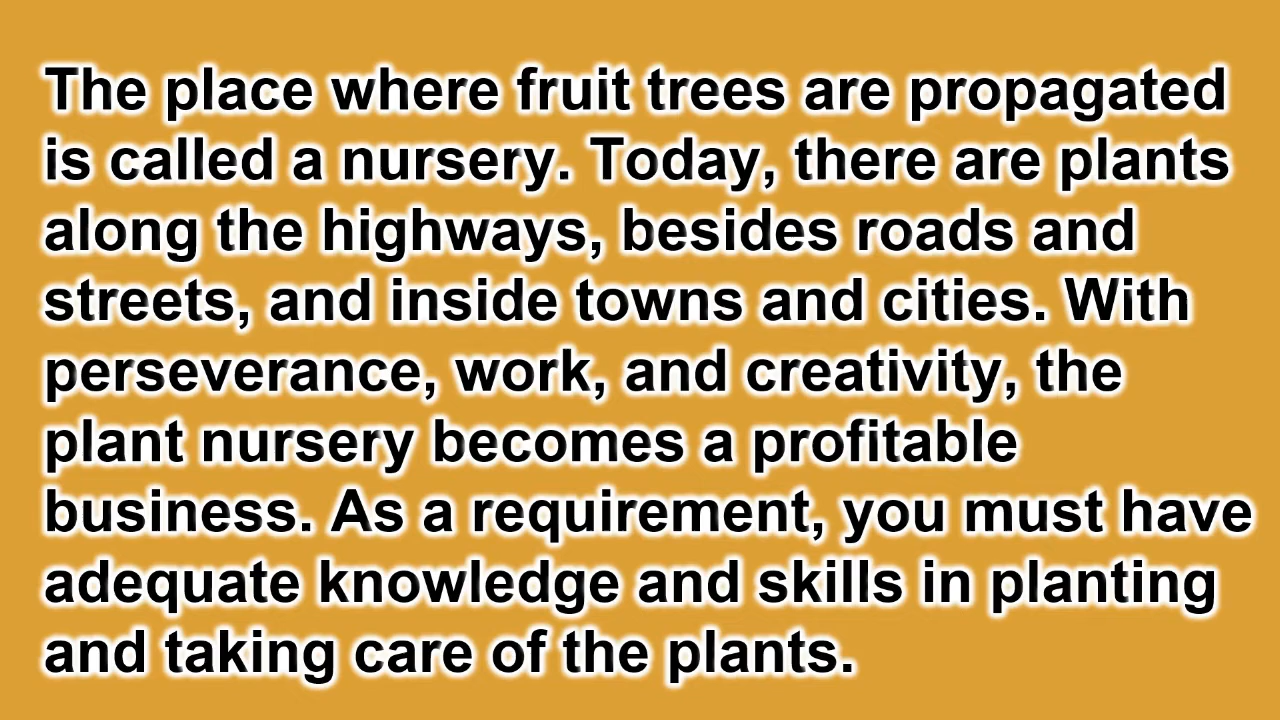 The place where fruit trees are propagated
is called a nursery. Today, there are plants
along the highways, besides roads and
streets, and inside towns and cities. With
perseverance, work, and creativity, the
plant nursery becomes a profitable
business. As a requirement, you must have
adequate knowledge and skills in planting
and taking care of the plants.